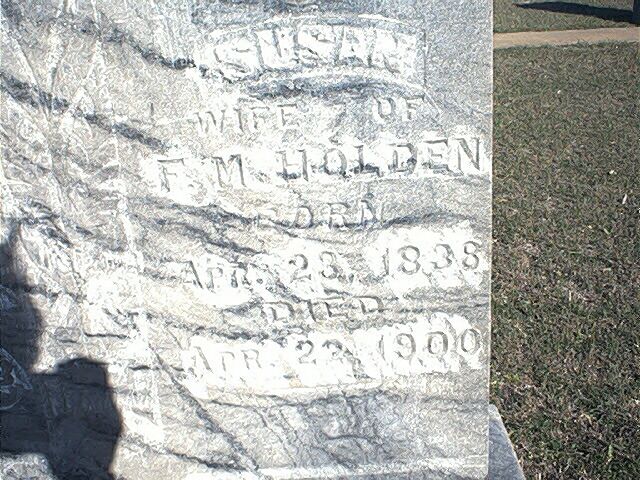 SUSAN
WIFE OF
F. M. HOLDEN
BORN
APR. 23, 1838
DIED
APR. 23, 1900